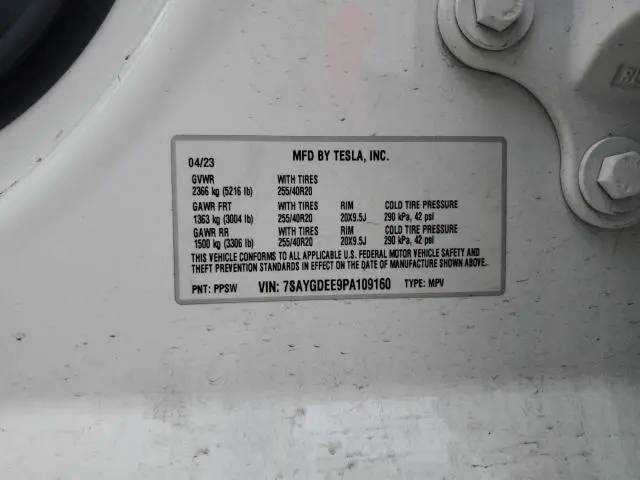 04/23 MFD BY TESLA, INC.
GVWR WITH TIRES
2366 kg (5216 lb) 255/40R20
GAWR FRT WITH TIRES RIM COLD TIRE PRESSURE
1363 kg (3004 lb) 255/40R20 20X9.5J 290 kPa, 42 psi
GAWR RR WITH TIRES RIM COLD TIRE PRESSURE
1500 kg (3306 lb) 255/40R20 20X9.5J 290 kPa, 42 psi
THIS VEHICLE CONFORMS TO ALL APPLICABLE U.S. FEDERAL MOTOR VEHICLE SAFETY AND
THEFT PREVENTION STANDARDS IN EFFECT ON THE DATE OF MANUFACTURE SHOWN ABOVE.
PNT: PPSW VIN: 7SAYGDEE9PA109160 TYPE: MPV